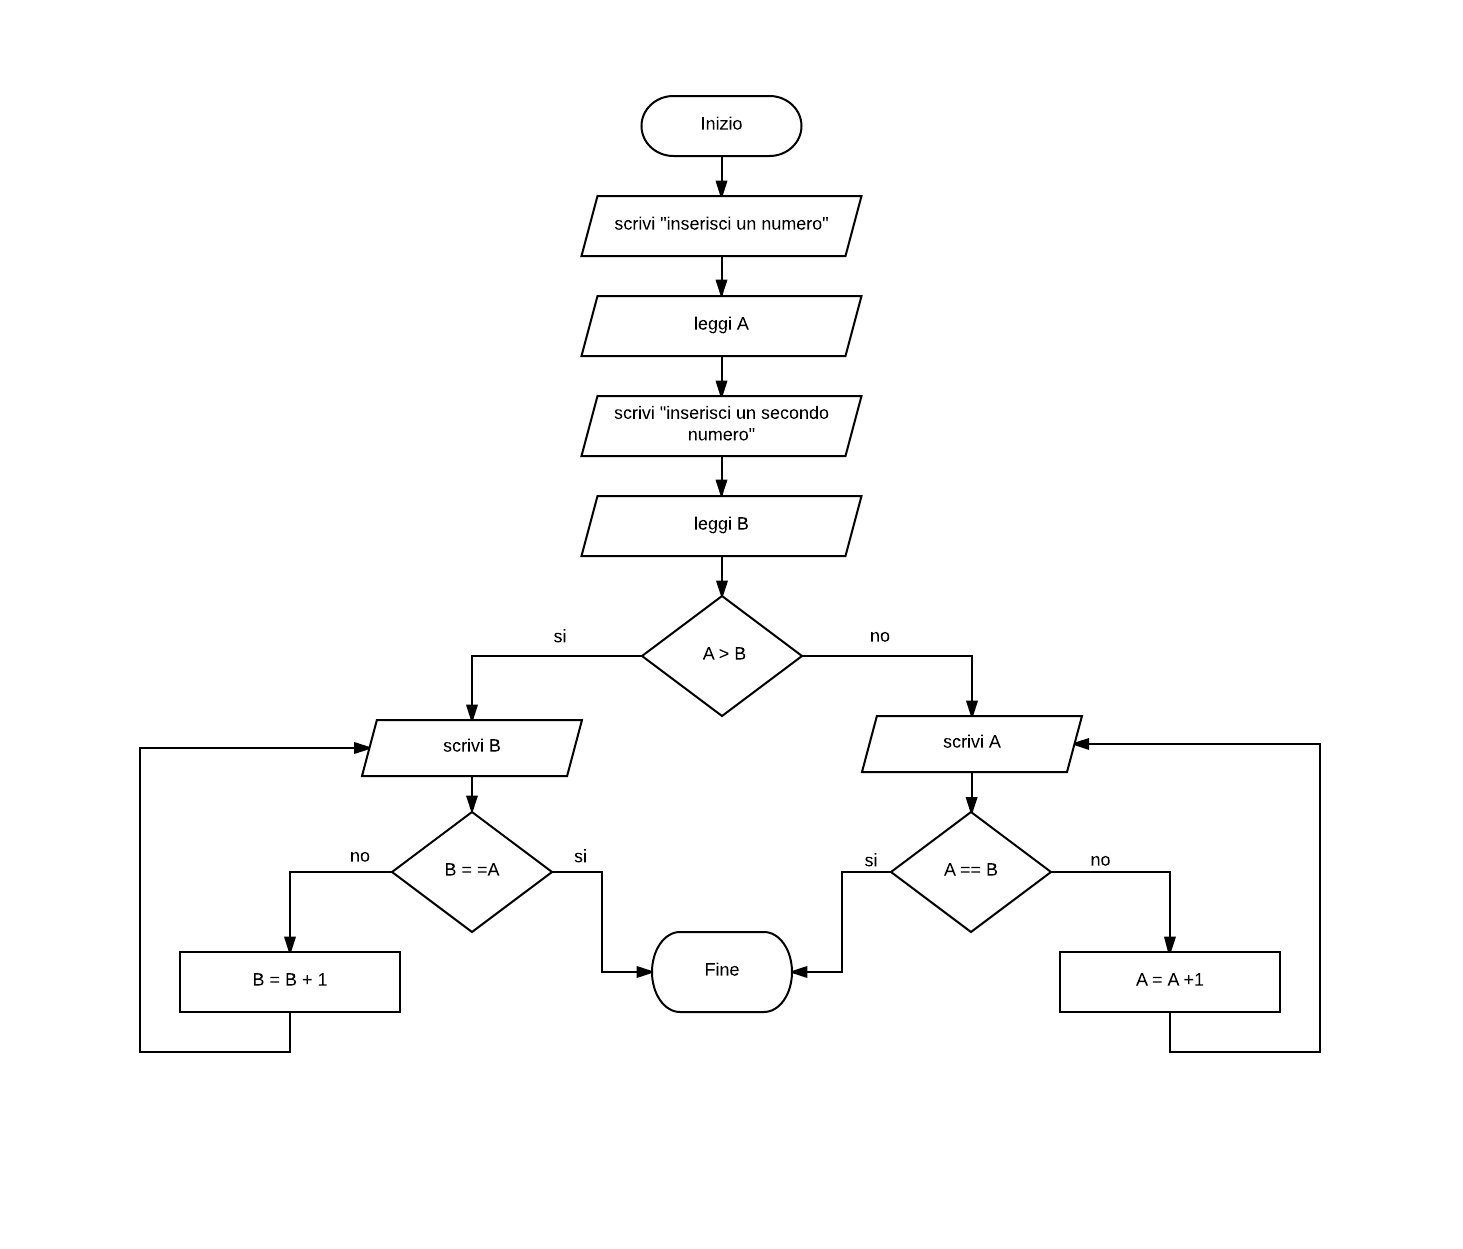 Inizio
scrivi "inserisci un numero"
leggi A
scrivi "inserisci un secondo
numero"
leggi B
si
A > B
no
scrivi B
scrivi A
no
B = =A
si
si
A == B
no
B = B + 1
Fine
A = A +1